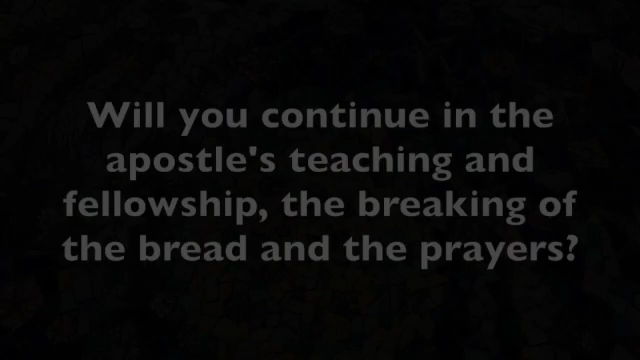 Will you continue in the
apostle's teaching and
fellowship, the breaking of
the bread and the prayers?